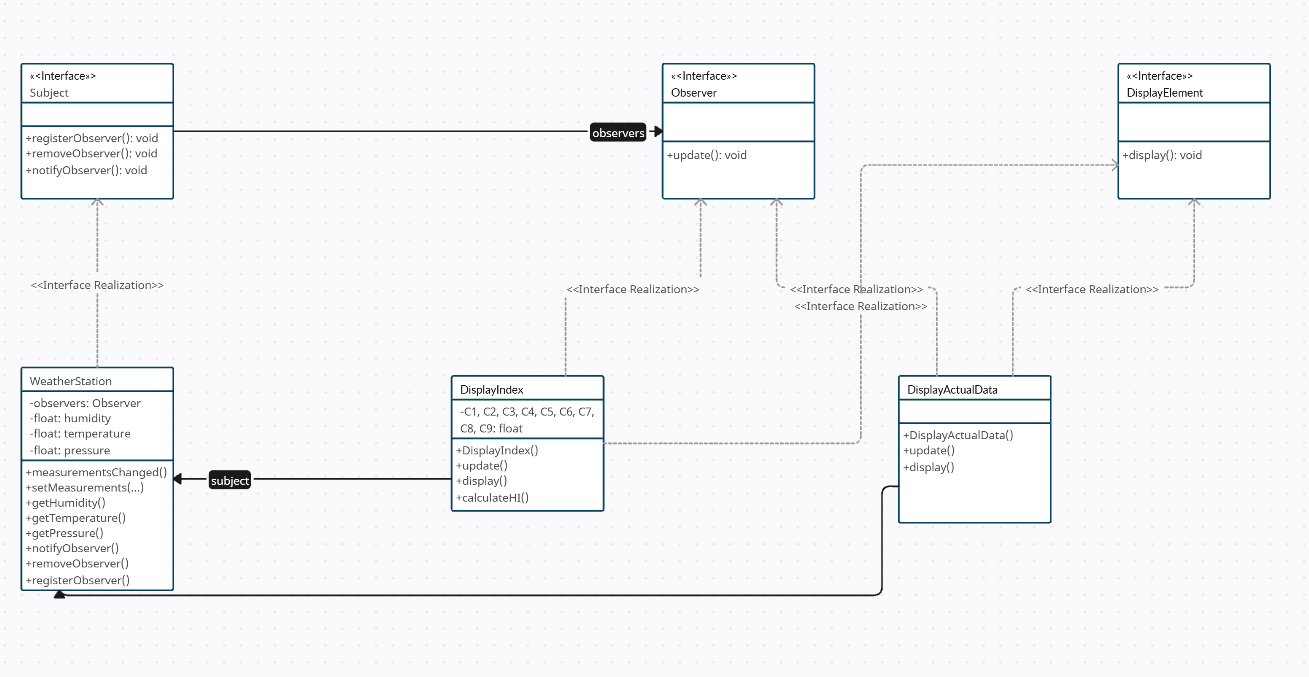 «<Interface»>
Subject
+registerObserver(): void
+removeObserver(): void
+notifyObserver(): void
observers
«<Interface»>
Observer
+update(): void
«<Interface»>
DisplayElement
+display(): void
<<Interface Realization>>
<<Interface Realization>>
<<Interface Realization>>
<<Interface Realization>>
<<Interface Realization>>
WeatherStation
-observers: Observer
-float: humidity
-float: temperature
-float: pressure
+measurementsChanged()
+setMeasurements(...)
+getHumidity()
+getTemperature()
+getPressure()
+notifyObserver()
+removeObserver()
+registerObserver()
subject
DisplayIndex
-C1, C2, C3, C4, C5, C6, C7,
C8, C9: float
+DisplayIndex()
+update()
+display()
+calculateHI()
DisplayActualData
+DisplayActualData()
+update()
+display()